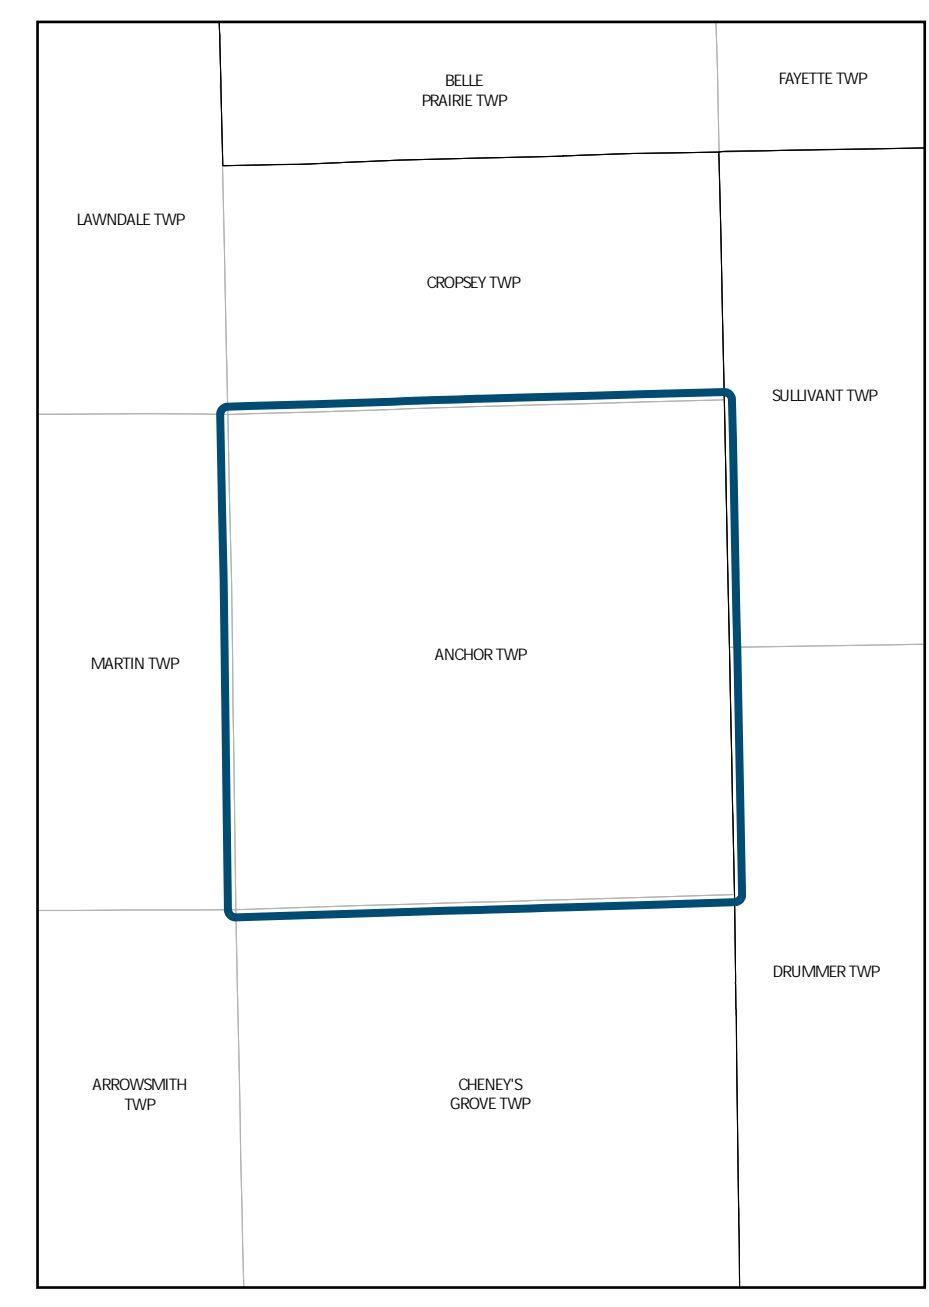 BELLE
PRAIRIE TWP
FAYETTE TWP
LAWNDALE TWP
CROPSEY TWP
SULLIVANT TWP
ANCHOR TWP
MARTIN TWP
DRUMMER TWP
ARROWSMITH
TWP
CHENEY'S
GROVE TWP